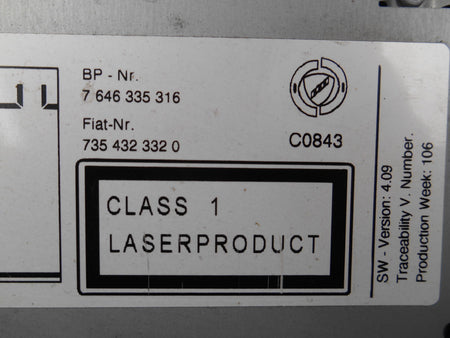 BP - Nr.
7 646 335 316
Fiat-Nr.
735 432 332 0
C0843
CLASS 1
LASERPRODUCT
SW - Version: 4.09
Traceability V. Number.
Production Week: 106